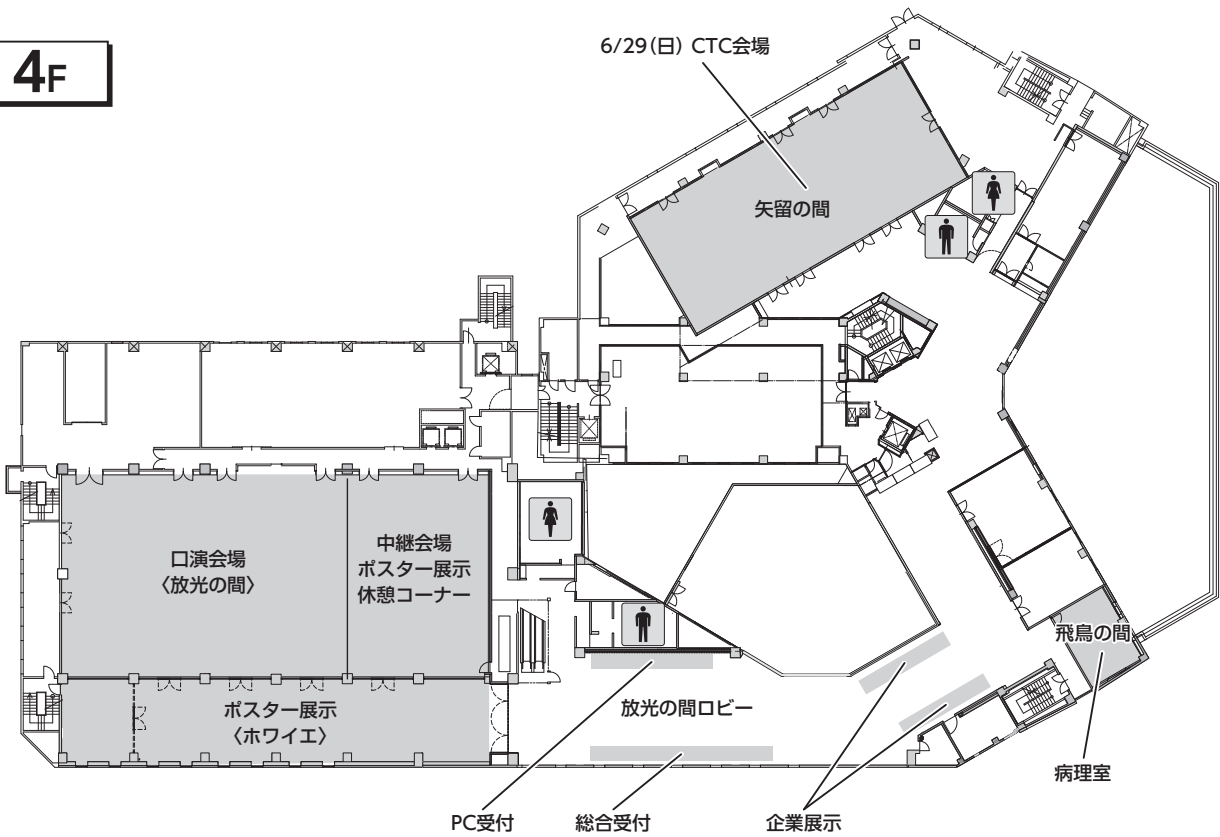 4F
6/29(日) CTC会場
矢留の間
口演会場
〈放光の間〉
中継会場
ポスター展示
休憩コーナー
飛鳥の間
ポスター展示
〈ホワイエ〉
放光の間ロビー
病理室
PC受付
総合受付
企業展示